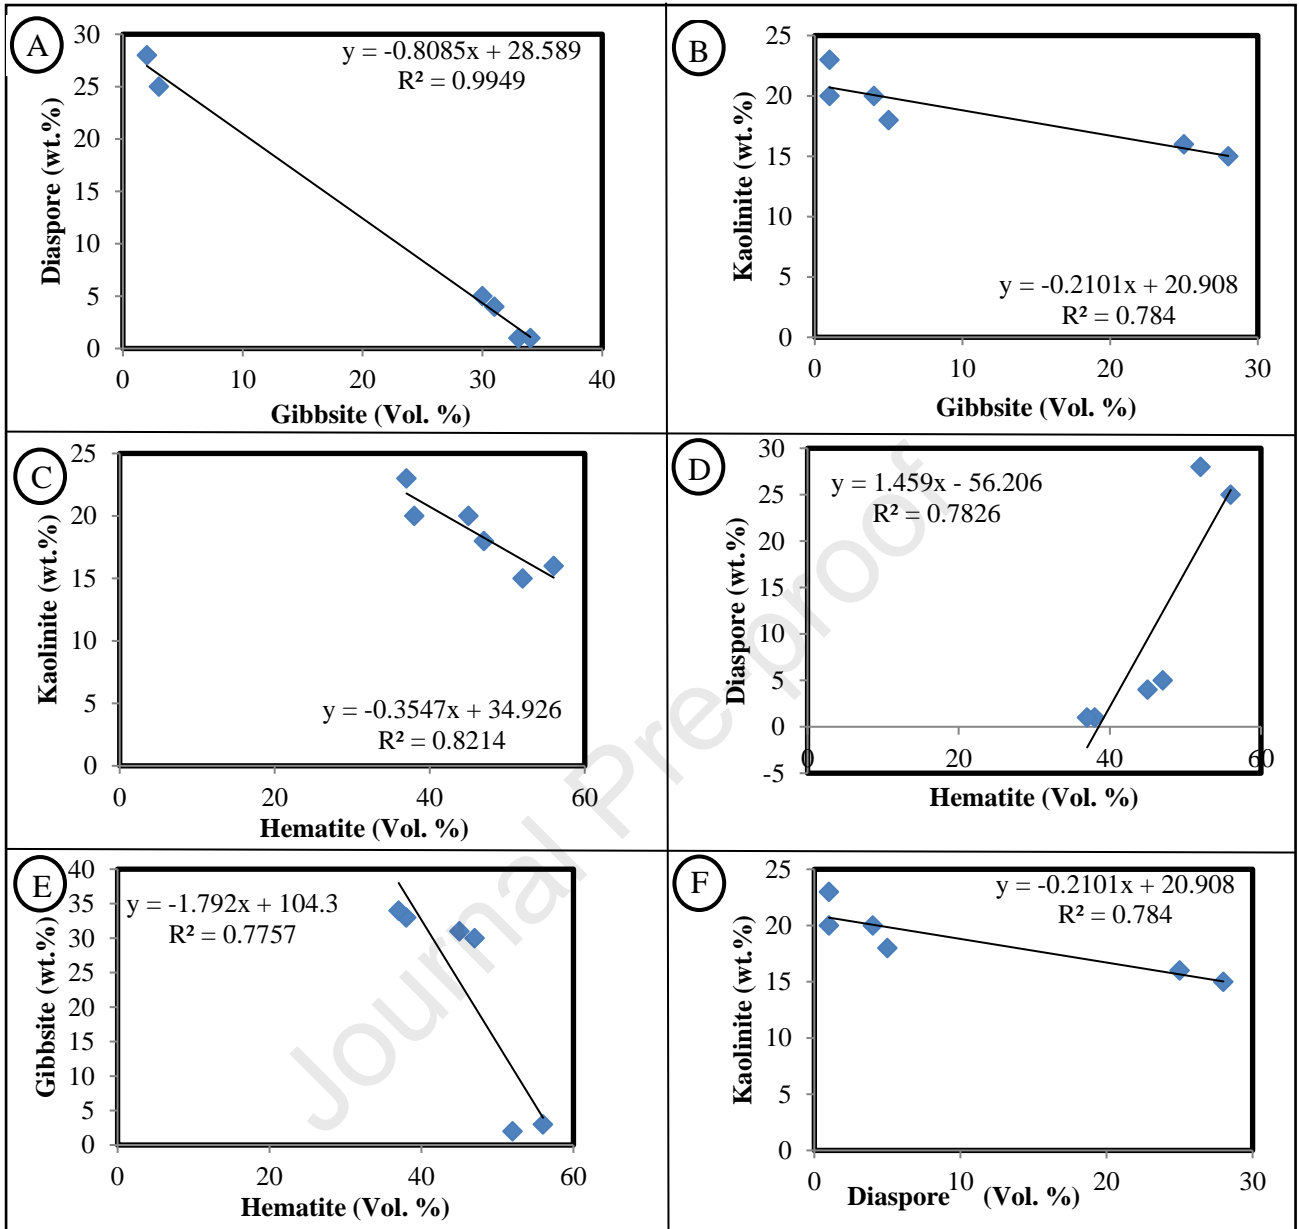 A
30
25
20
15
10
5
0
Diaspore (wt.%)
y = -0.8085x + 28.589
R² = 0.9949
0 10 20 30 40
Gibbsite (Vol. %)
B
25
20
15
10
5
0
Kaolinite (wt.%)
y = -0.2101x + 20.908
R² = 0.784
0 10 20 30
Gibbsite (Vol. %)
C
25
20
15
10
5
0
Kaolinite (wt.%)
y = -0.3547x + 34.926
R² = 0.8214
0 20 40 60
Hematite (Vol. %)
D
30
25
20
15
10
5
0
-5
Diaspore (wt.%)
y = 1.459x - 56.206
R² = 0.7826
0 20 40 60
Hematite (Vol. %)
E
40
35
30
25
20
15
10
5
0
Gibbsite (wt.%)
y = -1.792x + 104.3
R² = 0.7757
0 20 40 60
Hematite (Vol. %)
F
25
20
15
10
5
0
Kaolinite (wt.%)
y = -0.2101x + 20.908
R² = 0.784
0 10 20 30
Diaspore (Vol. %)
Journal Pre-proof